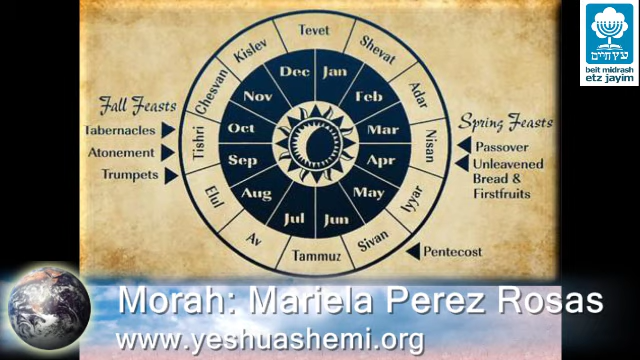 Tevet
Shevat
Adar
Nisan
Iyyar
Sivan
Tammuz
Av
Elul
Tishri
Chesvan
Kislev
Jan
Feb
Mar
Apr
May
Jun
Jul
Aug
Sep
Oct
Nov
Dec
Fall Feasts
Tabernacles
Atonement
Trumpets
Spring Feasts
Passover
Unleavened
Bread &
Firstfruits
Pentecost
עץ חיים
beit midrash
etz jayim
Morah: Mariela Perez Rosas
www.yeshuashemi.org